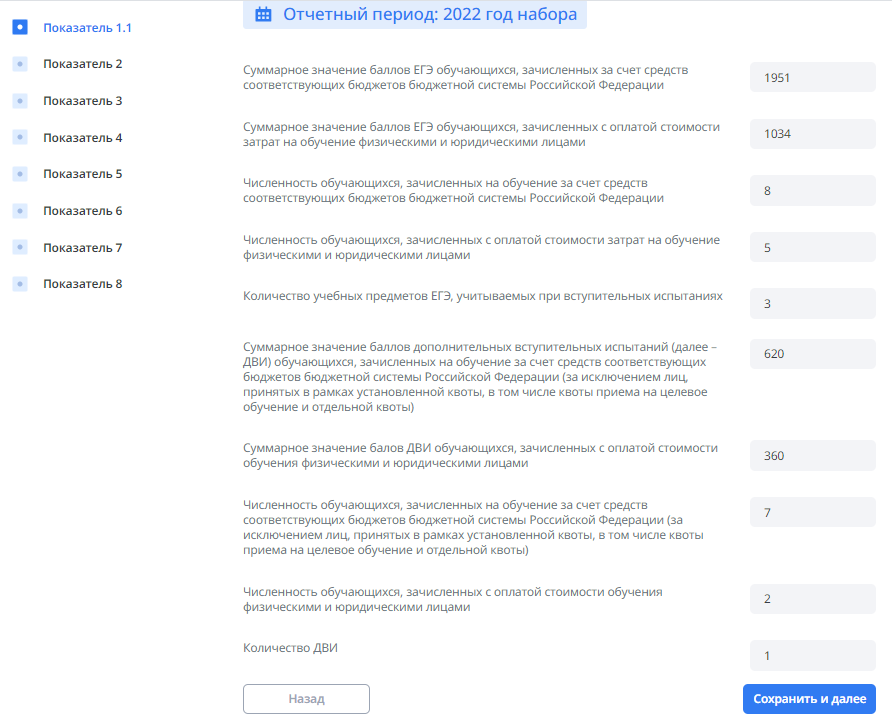 Показатель 1.1
Показатель 2
Показатель 3
Показатель 4
Показатель 5
Показатель 6
Показатель 7
Показатель 8
Отчетный период: 2022 год набора
Суммарное значение баллов ЕГЭ обучающихся, зачисленных за счет средств
соответствующих бюджетов бюджетной системы Российской Федерации
1951
Суммарное значение баллов ЕГЭ обучающихся, зачисленных с оплатой стоимости
затрат на обучение физическими и юридическими лицами
1034
Численность обучающихся, зачисленных на обучение за счет средств
соответствующих бюджетов бюджетной системы Российской Федерации
8
Численность обучающихся, зачисленных с оплатой стоимости затрат на обучение
физическими и юридическими лицами
5
Количество учебных предметов ЕГЭ, учитываемых при вступительных испытаниях
3
Суммарное значение баллов дополнительных вступительных испытаний (далее –
ДВИ) обучающихся, зачисленных на обучение за счет средств соответствующих
бюджетов бюджетной системы Российской Федерации (за исключением лиц,
принятых в рамках установленной квоты, в том числе квоты приема на целевое
обучение и отдельной квоты)
620
Суммарное значение балов ДВИ обучающихся, зачисленных с оплатой стоимости
обучения физическими и юридическими лицами
360
Численность обучающихся, зачисленных на обучение за счет средств
соответствующих бюджетов бюджетной системы Российской Федерации (за
исключением лиц, принятых в рамках установленной квоты, в том числе квоты
приема на целевое обучение и отдельной квоты)
7
Численность обучающихся, зачисленных с оплатой стоимости обучения
физическими и юридическими лицами
2
Количество ДВИ
1
Назад
Сохранить и далее